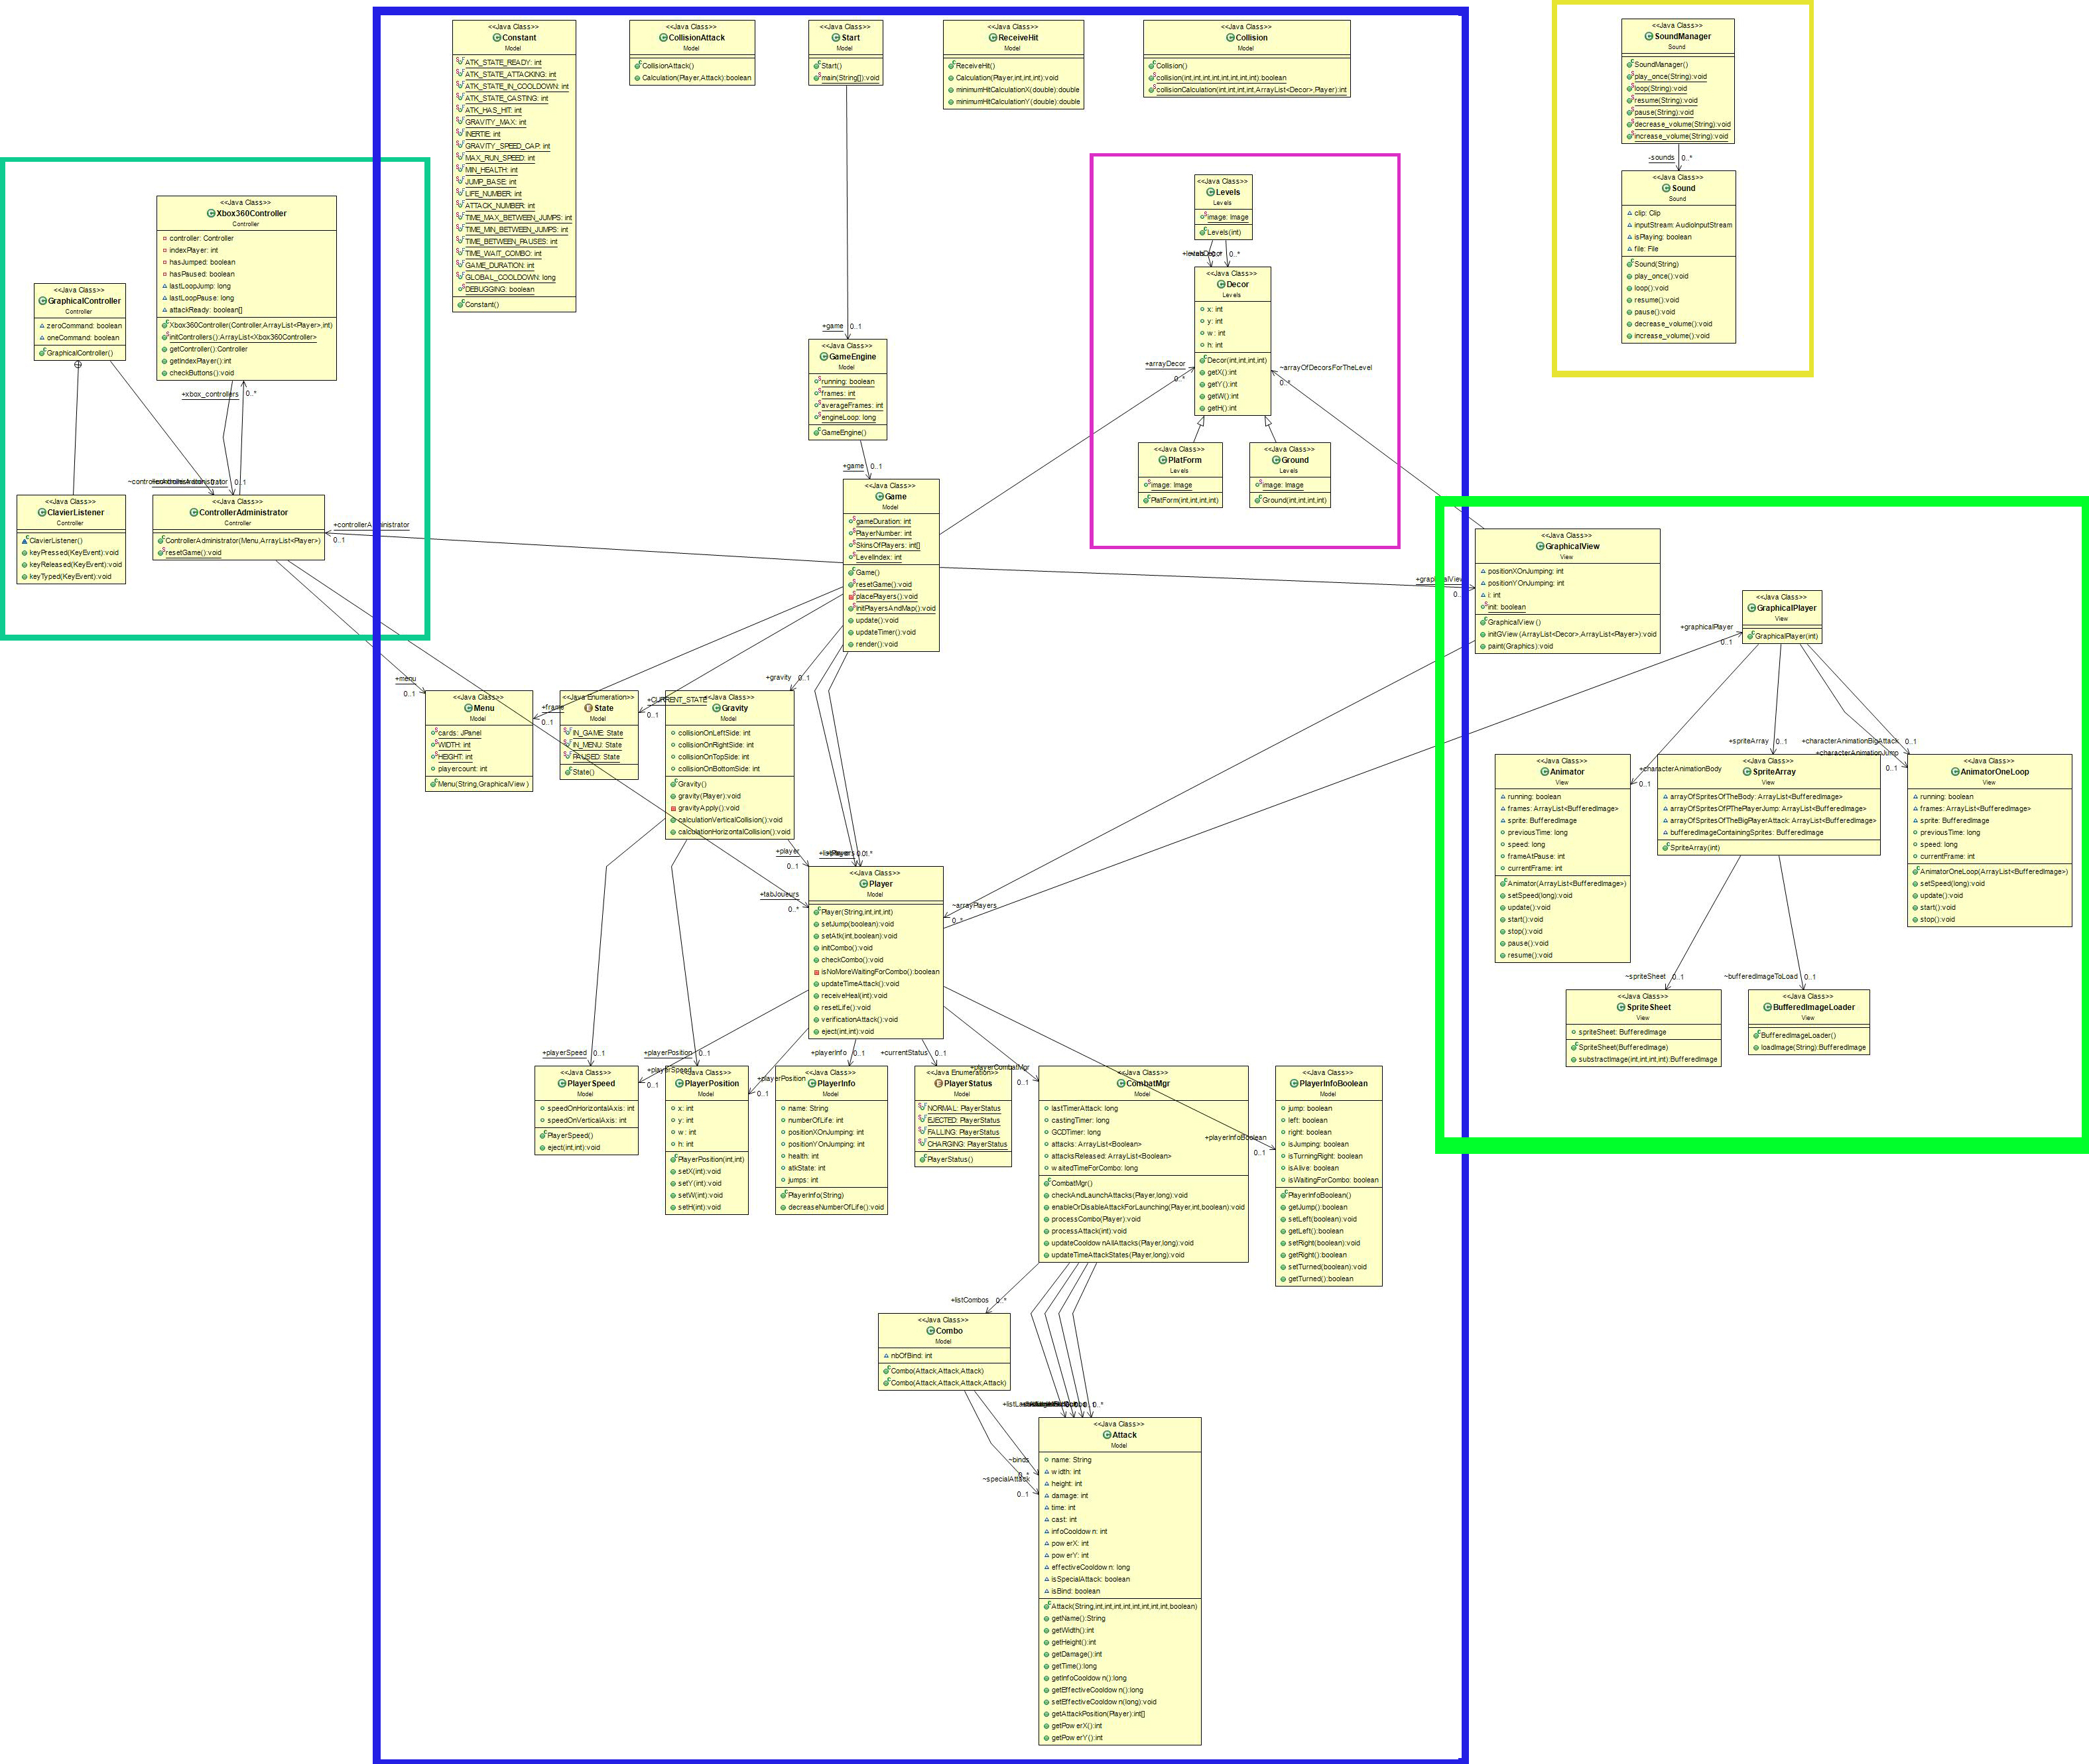 <<Java Class>>
Constant
Model
ATK_STATE_READY: int
ATK_STATE_ATTACKING: int
ATK_STATE_IN_COOLDOWN: int
ATK_STATE_CASTING: int
ATK_HAS_HIT: int
GRAVITY_MAX: int
INERTIE: int
GRAVITY_SPEED_CAP: int
MAX_RUN_SPEED: int
MIN_HEALTH: int
JUMP_BASE: int
LIFE_NUMBER: int
ATTACK_NUMBER: int
TIME_MAX_BETWEEN_JUMPS: int
TIME_MIN_BETWEEN_JUMPS: int
TIME_BETWEEN_PAUSES: int
TIME_WAIT_COMBO: int
GAME_DURATION: int
GLOBAL_COOLDOWN: long
DEBUGGING: boolean
Constant()
<<Java Class>>
CollisionAttack
Model
CollisionAttack()
Calculation(Player,Attack):boolean
<<Java Class>>
Start
Model
Start()
main(String[]):void
<<Java Class>>
ReceiveHit
Model
ReceiveHit()
Calculation(Player,int,int,int):void
minimumHitCalculationX(double):double
minimumHitCalculationY(double):double
<<Java Class>>
Collision
Model
Collision()
collision(int,int,int,int,int,int,int,int):boolean
collisionCalculation(int,int,int,int,ArrayList<Decor>,Player):int
<<Java Class>>
SoundManager
Sound
SoundManager()
play_once(String):void
loop(String):void
resume(String):void
pause(String):void
decrease_volume(String):void
increase_volume(String):void
-sounds 0..*
<<Java Class>>
Sound
Sound
clip: Clip
inputStream: AudioInputStream
isPlaying: boolean
file: File
Sound(String)
play_once():void
loop():void
resume():void
pause():void
decrease_volume():void
increase_volume():void
<<Java Class>>
Xbox360Controller
Controller
controller: Controller
indexPlayer: int
hasJumped: boolean
hasPaused: boolean
lastLoopJump: long
lastLoopPause: long
attackReady: boolean[]
Xbox360Controller(Controller,ArrayList<Player>,int)
initControllers():ArrayList<Xbox360Controller>
getController():Controller
getIndexPlayer():int
checkButtons():void
<<Java Class>>
GraphicalController
Controller
zeroCommand: boolean
oneCommand: boolean
GraphicalController()
+xbox_controllers 0..*
0..1
<<Java Class>>
ClavierListener
Controller
ClavierListener()
keyPressed(KeyEvent):void
keyReleased(KeyEvent):void
keyTyped(KeyEvent):void
<<Java Class>>
ControllerAdministrator
Controller
ControllerAdministrator(Menu,ArrayList<Player>)
resetGame():void
+controllerAdministrator
0..1
<<Java Class>>
Levels
Levels
image: Image
Levels(int)
0..*
<<Java Class>>
Decor
Levels
x: int
y: int
w: int
h: int
Decor(int,int,int,int)
getX():int
getY():int
getW():int
getH():int
+arrayDecor
0..*
~arrayOfDecorsForTheLevel
0..*
<<Java Class>>
PlatForm
Levels
image: Image
PlatForm(int,int,int,int)
<<Java Class>>
Ground
Levels
image: Image
Ground(int,int,int,int)
+game 0..1
<<Java Class>>
GameEngine
Model
running: boolean
frames: int
averageFrames: int
engineLoop: long
GameEngine()
+game 0..1
<<Java Class>>
Game
Model
gameDuration: int
PlayerNumber: int
SkinsOfPlayers: int[]
LevelIndex: int
Game()
resetGame():void
placePlayers():void
initPlayersAndMap():void
update():void
updateTimer():void
render():void
<<Java Class>>
GraphicalView
View
positionXOnJumping: int
positionYOnJumping: int
i: int
init: boolean
GraphicalView()
initGView(ArrayList<Decor>,ArrayList<Player>):void
paint(Graphics):void
<<Java Class>>
GraphicalPlayer
View
GraphicalPlayer(int)
+graphicalPlayer
0..1
+menu
0..1
<<Java Class>>
Menu
Model
cards: JPanel
WIDTH: int
HEIGHT: int
playercount: int
Menu(String,GraphicalView)
+frame
0..1
<<Java Enumeration>>
State
Model
IN_GAME: State
IN_MENU: State
PAUSED: State
State()
+CURRENT_STATE
0..1
+gravity 0..1
<<Java Class>>
Gravity
Model
collisionOnLeftSide: int
collisionOnRightSide: int
collisionOnTopSide: int
collisionOnBottomSide: int
Gravity()
gravity(Player):void
gravityApply():void
calculationVerticalCollision():void
calculationHorizontalCollision():void
+player
0..1
+tabJoueurs
0..*
<<Java Class>>
Player
Model
Player(String,int,int,int)
setJump(boolean):void
setAtk(int,boolean):void
initCombo():void
checkCombo():void
isNoMoreWaitingForCombo():boolean
updateTimeAttack():void
receiveHeal(int):void
resetLife():void
verificationAttack():void
eject(int,int):void
~arrayPlayers
0..*
+spriteArray 0..1
+characterAnimationBigAttack 0..1
+characterAnimationJump
0..1
+characterAnimationBody
0..1
<<Java Class>>
Animator
View
running: boolean
frames: ArrayList<BufferedImage>
sprite: BufferedImage
previousTime: long
speed: long
frameAtPause: int
currentFrame: int
Animator(ArrayList<BufferedImage>)
setSpeed(long):void
update():void
start():void
stop():void
pause():void
resume():void
<<Java Class>>
SpriteArray
View
arrayOfSpritesOfTheBody: ArrayList<BufferedImage>
arrayOfSpritesOfPThePlayerJump: ArrayList<BufferedImage>
arrayOfSpritesOfTheBigPlayerAttack: ArrayList<BufferedImage>
bufferedImageContainingSprites: BufferedImage
SpriteArray(int)
<<Java Class>>
AnimatorOneLoop
View
running: boolean
frames: ArrayList<BufferedImage>
sprite: BufferedImage
previousTime: long
speed: long
currentFrame: int
AnimatorOneLoop(ArrayList<BufferedImage>)
setSpeed(long):void
update():void
start():void
stop():void
~spriteSheet 0..1
<<Java Class>>
SpriteSheet
View
spriteSheet: BufferedImage
SpriteSheet(BufferedImage)
substractImage(int,int,int,int):BufferedImage
~bufferedImageToLoad 0..1
<<Java Class>>
BufferedImageLoader
View
BufferedImageLoader()
loadImage(String):BufferedImage
+playerSpeed 0..1
<<Java Class>>
PlayerSpeed
Model
speedOnHorizontalAxis: int
speedOnVerticalAxis: int
PlayerSpeed()
eject(int,int):void
+playerSpeed
0..1
+playerPosition 0..1
<<Java Class>>
PlayerPosition
Model
x: int
y: int
w: int
h: int
PlayerPosition(int,int)
setX(int):void
setY(int):void
setW(int):void
setH(int):void
+playerPosition
0..1
+playerInfo 0..1
<<Java Class>>
PlayerInfo
Model
name: String
numberOfLife: int
positionXOnJumping: int
positionYOnJumping: int
health: int
atkState: int
jumps: int
PlayerInfo(String)
decreaseNumberOfLife():void
+currentStatus 0..1
<<Java Enumeration>>
PlayerStatus
Model
NORMAL: PlayerStatus
EJECTED: PlayerStatus
FALLING: PlayerStatus
CHARGING: PlayerStatus
PlayerStatus()
+playerCombatMgr
0..1
<<Java Class>>
CombatMgr
Model
lastTimerAttack: long
castingTimer: long
GCDTimer: long
attacks: ArrayList<Boolean>
attacksReleased: ArrayList<Boolean>
waitedTimeForCombo: long
CombatMgr()
checkAndLaunchAttacks(Player,long):void
enableOrDisableAttackForLaunching(Player,int,boolean):void
processCombo(Player):void
processAttack(int):void
updateCooldownAllAttacks(Player,long):void
updateTimeAttackStates(Player,long):void
+playerInfoBoolean
0..1
<<Java Class>>
PlayerInfoBoolean
Model
jump: boolean
left: boolean
right: boolean
isJumping: boolean
isTurningRight: boolean
isAlive: boolean
isWaitingForCombo: boolean
PlayerInfoBoolean()
getJump():boolean
setLeft(boolean):void
getLeft():boolean
setRight(boolean):void
getRight():boolean
setTurned(boolean):void
getTurned():boolean
+listCombos 0..*
<<Java Class>>
Combo
Model
nbOfBind: int
Combo(Attack,Attack,Attack)
Combo(Attack,Attack,Attack,Attack)
~binds
0..*
~specialAttack
0..1
<<Java Class>>
Attack
Model
name: String
width: int
height: int
damage: int
time: int
cast: int
infoCooldown: int
powerX: int
powerY: int
effectiveCooldown: long
isSpecialAttack: boolean
isBind: boolean
Attack(String,int,int,int,int,int,int,int,int,boolean)
getName():String
getWidth():int
getHeight():int
getDamage():int
getTime():long
getInfoCooldown():long
getEffectiveCooldown():long
setEffectiveCooldown(long):void
getAttackPosition(Player):int[]
getPowerX():int
getPowerY():int